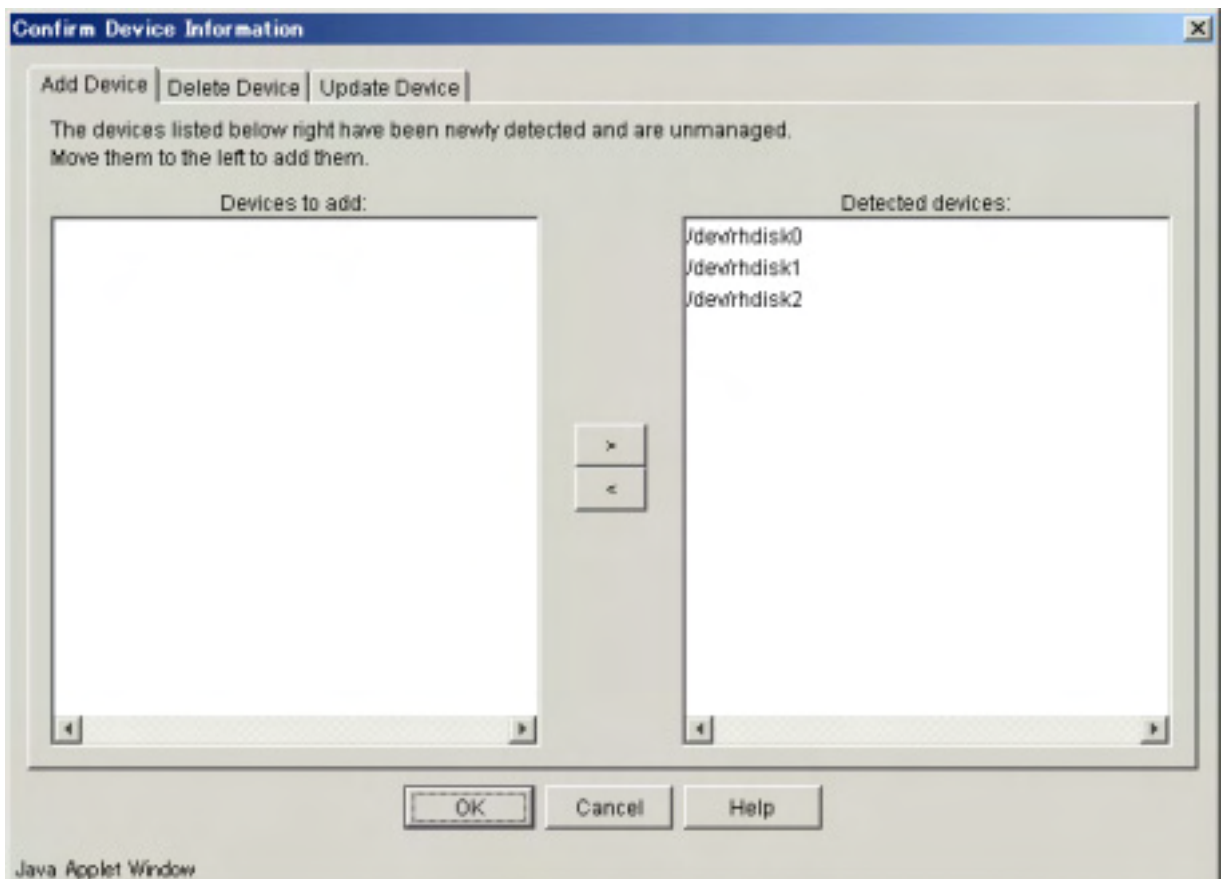 Confirm Device Information
Add Device Delete Device Update Device
The devices listed below right have been newly detected and are unmanaged.
Move them to the left to add them.
Devices to add: Detected devices:
/dev/rhdisk0
/dev/rhdisk1
/dev/rhdisk2
>
<
OK Cancel Help
Java Applet Window